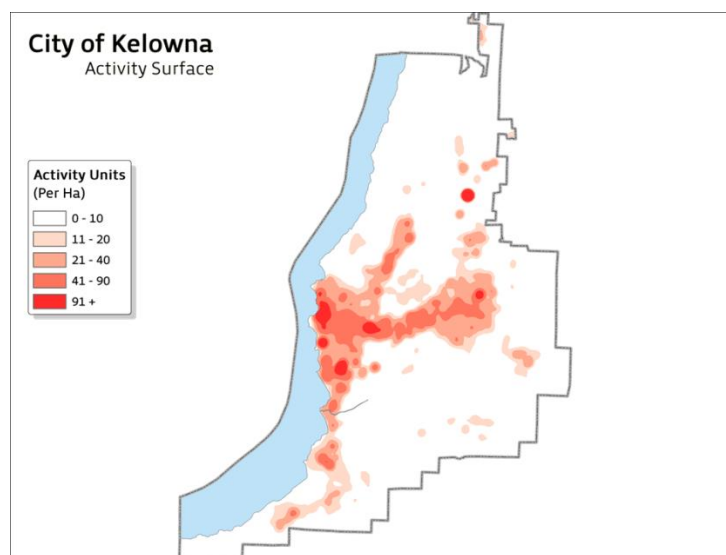 City of Kelowna
Activity Surface
Activity Units
(Per Ha)
0 - 10
11 - 20
21 - 40
41 - 90
91 +